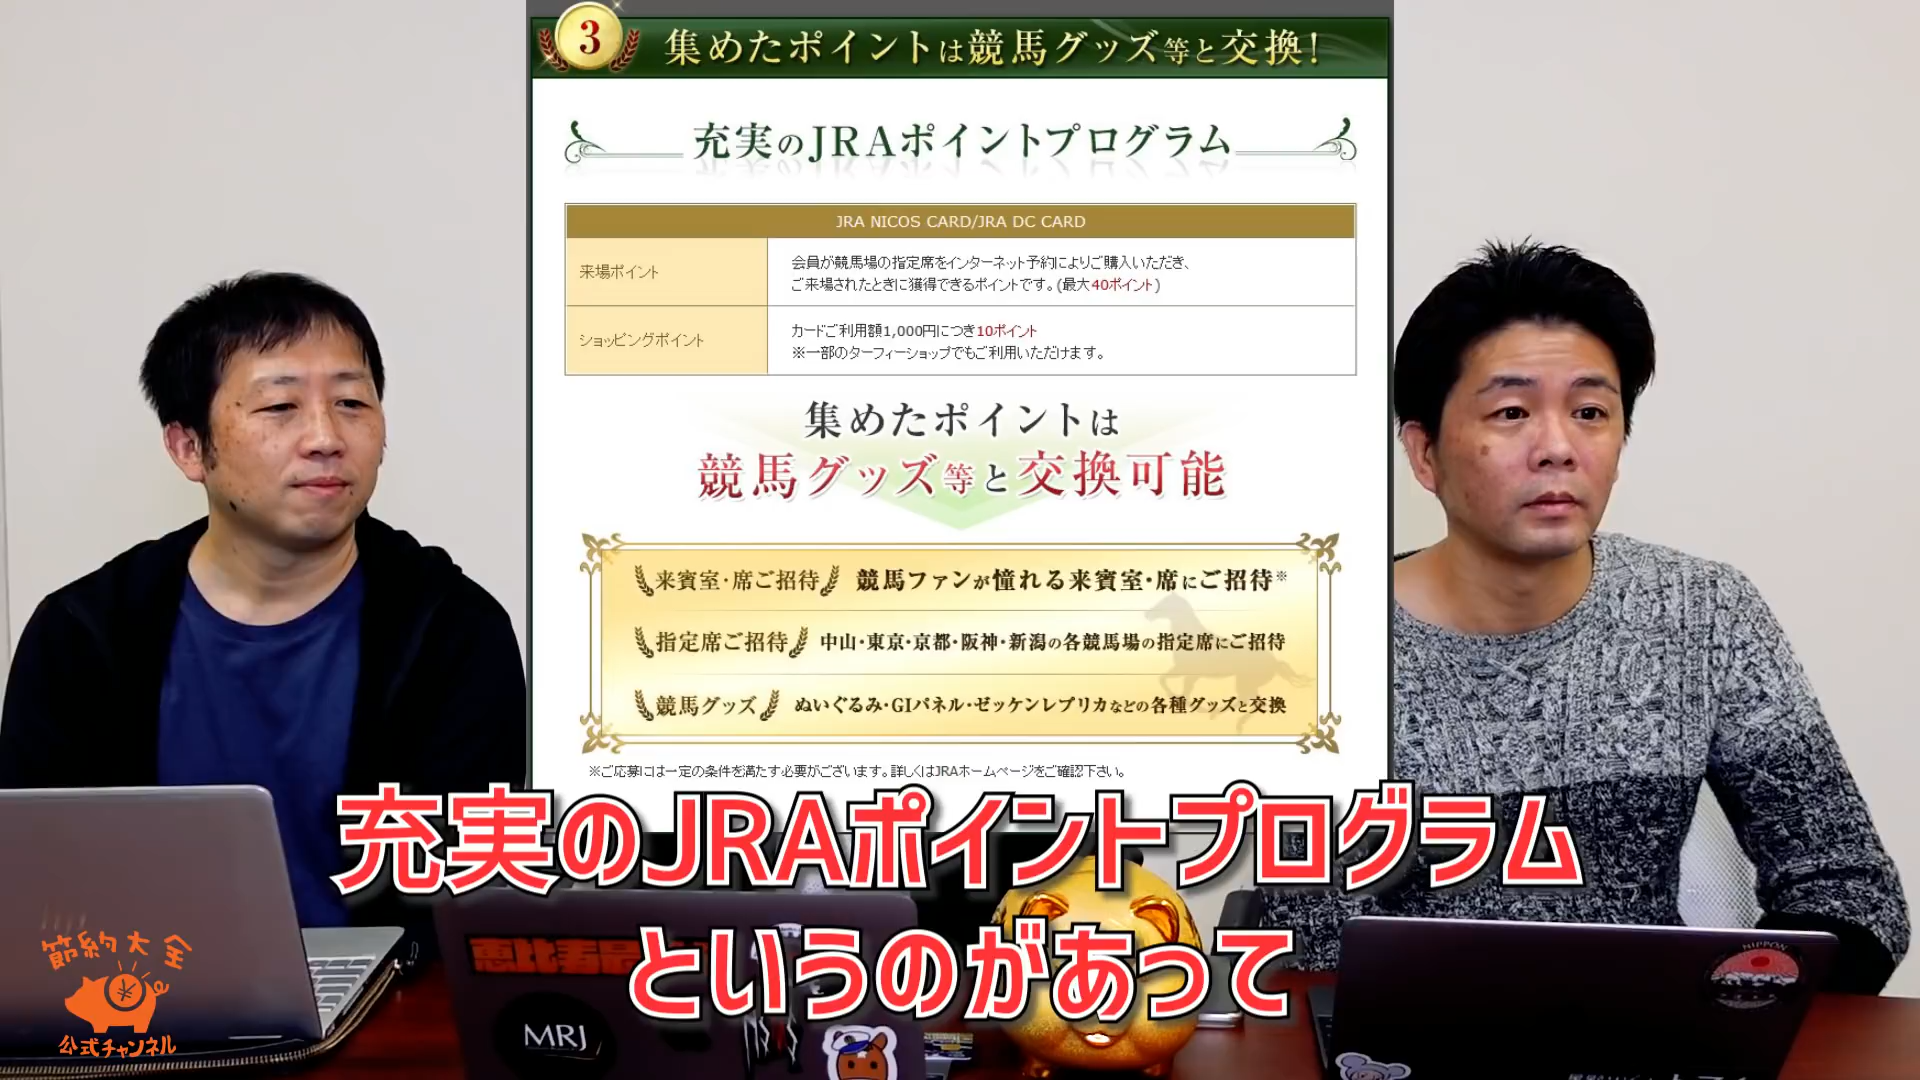 3 集めたポイントは競馬グッズ等と交換!
充実のJRAポイントプログラム
JRA NICOS CARD/JRA DC CARD
来場ポイント
会員が競馬場の指定席をインターネット予約によりご購入いただき、
ご来場されたときに獲得できるポイントです。(最大40ポイント)
ショッピングポイント
カードご利用額1,000円につき10ポイント
※一部のターフィーショップでもご利用いただけます。
集めたポイントは
競馬グッズ等と交換可能
来賓室・席ご招待 競馬ファンが憧れる来賓室・席にご招待※
指定席ご招待 中山・東京・京都・阪神・新潟の各競馬場の指定席にご招待
競馬グッズ ぬいぐるみ・GIパネル・ゼッケンレプリカなどの各種グッズと交換
※ご応募には一定の条件を満たす必要がございます。詳しくはJRAホームページをご確認下さい。
充実のJRAポイントプログラム
というのがあって
節約大全
公式チャンネル
恵比寿
MRJ
NIPPON